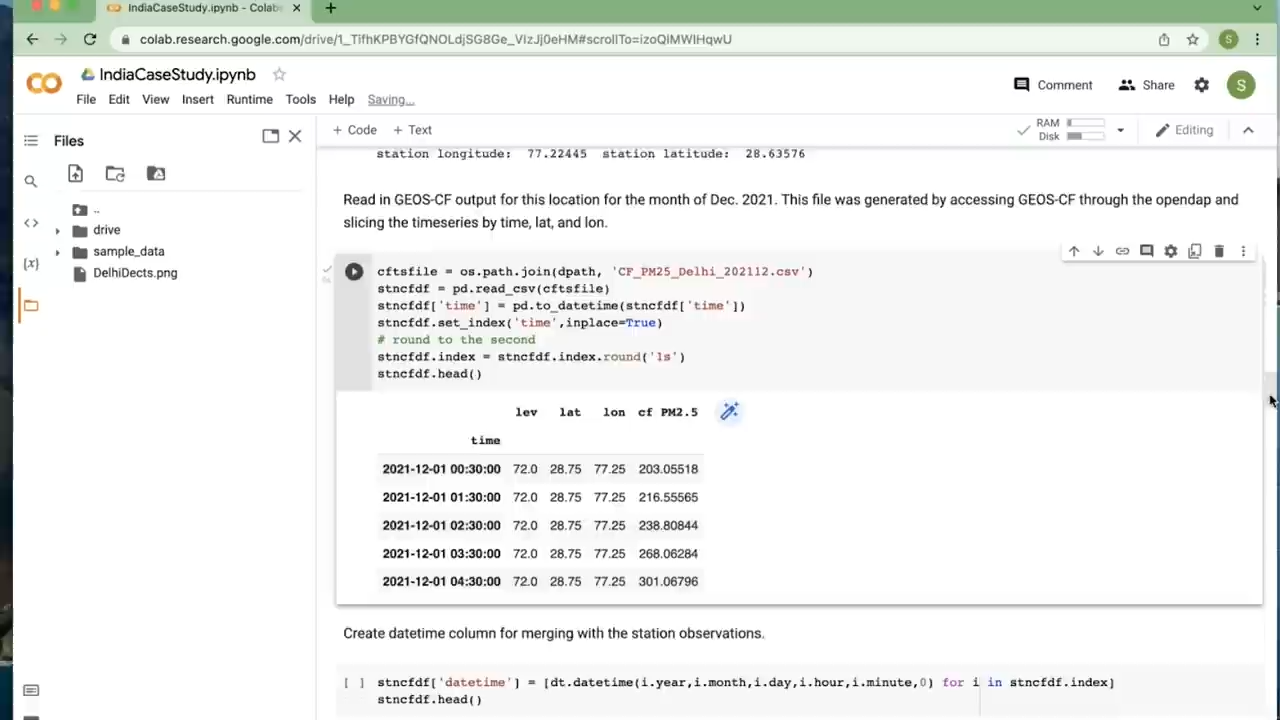 IndiaCaseStudy.ipynb - Colabo
colab.research.google.com/drive/1_TifhKPBYGfQNOLdjSG8Ge_VIzJj0eHM#scrollTo=izoQiMWIHqwU
S
IndiaCaseStudy.ipynb
Comment
Share
S
File Edit View Insert Runtime Tools Help Saving...
Files
+ Code + Text
RAM
Disk
Editing
..
drive
sample_data
DelhiDects.png
station longitude: 77.22445 station latitude: 28.63576
Read in GEOS-CF output for this location for the month of Dec. 2021. This file was generated by accessing GEOS-CF through the opendap and
slicing the timeseries by time, lat, and lon.
cftsfile = os.path.join(dpath, 'CF_PM25_Delhi_202112.csv')
stncfdf = pd.read_csv(cftsfile)
stncfdf['time'] = pd.to_datetime(stncfdf['time'])
stncfdf.set_index('time',inplace=True)
# round to the second
stncfdf.index = stncfdf.index.round('1s')
stncfdf.head()
lev lat lon cf PM2.5
time
2021-12-01 00:30:00 72.0 28.75 77.25 203.05518
2021-12-01 01:30:00 72.0 28.75 77.25 216.55565
2021-12-01 02:30:00 72.0 28.75 77.25 238.80844
2021-12-01 03:30:00 72.0 28.75 77.25 268.06284
2021-12-01 04:30:00 72.0 28.75 77.25 301.06796
Create datetime column for merging with the station observations.
[ ] stncfdf['datetime'] = [dt.datetime(i.year,i.month,i.day,i.hour,i.minute,0) for i in stncfdf.index]
stncfdf.head()